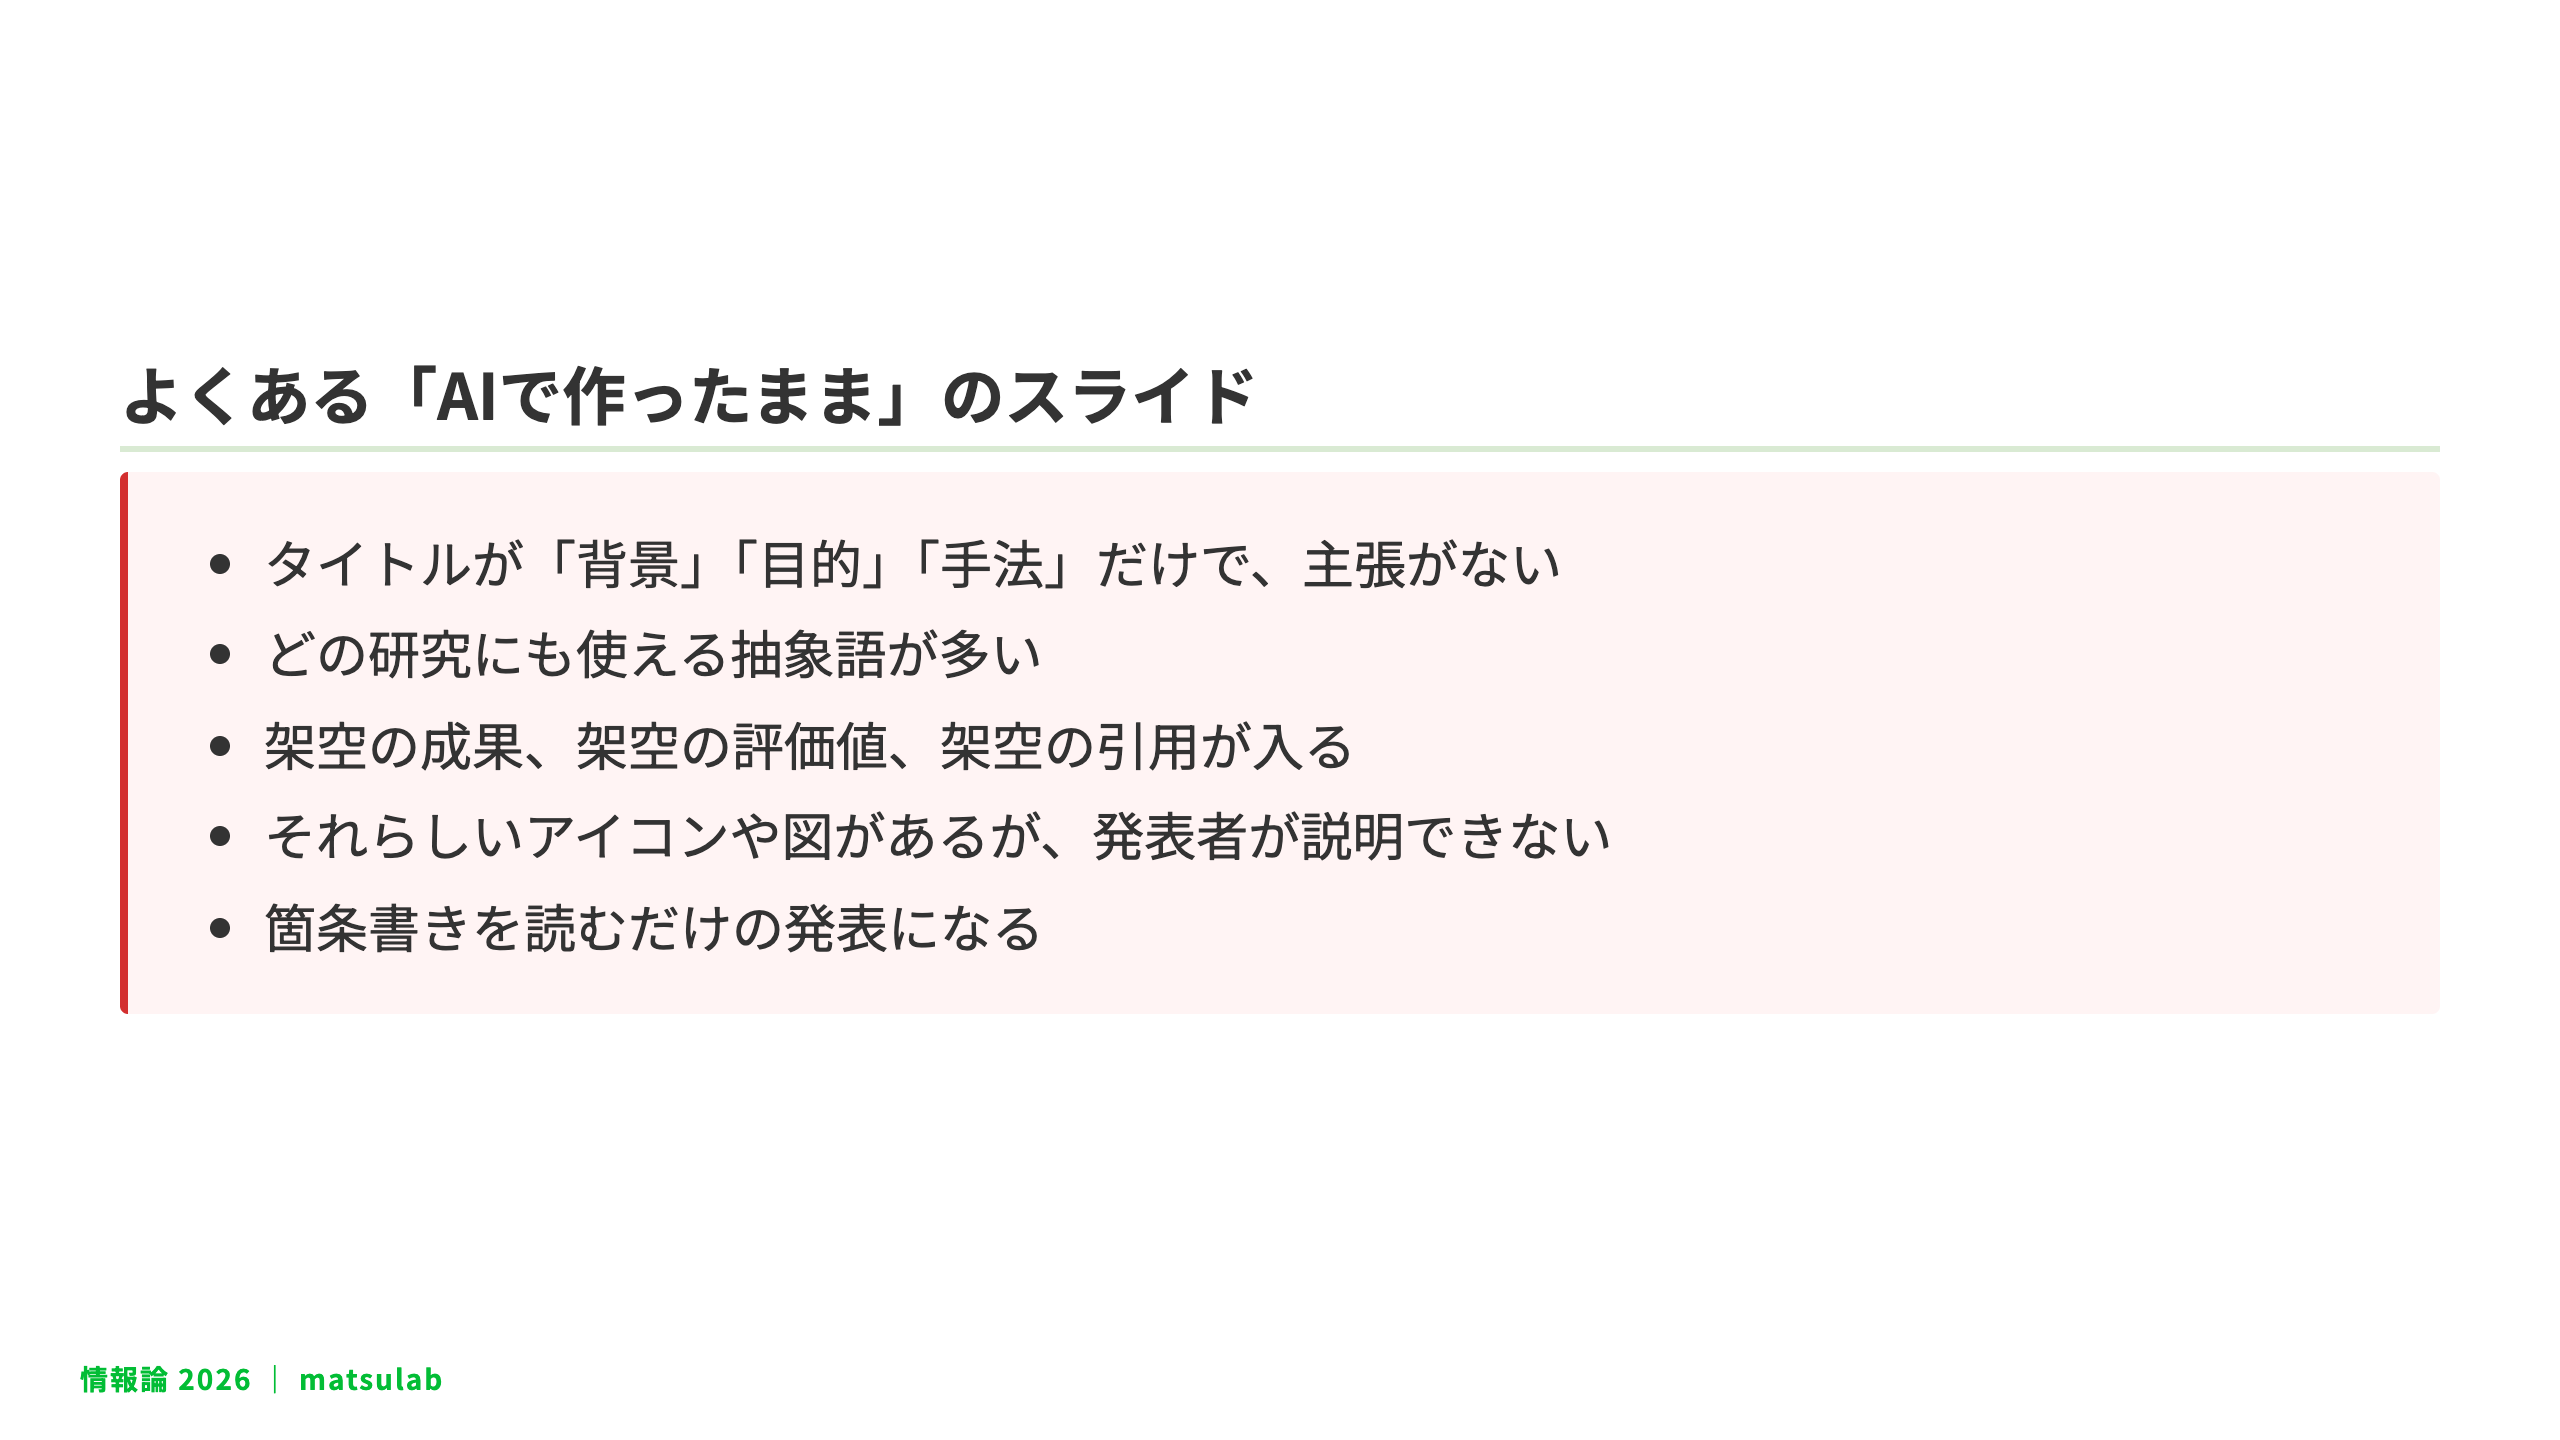 よくある「AIで作ったまま」のスライド
• タイトルが「背景」「目的」「手法」だけで、主張がない
• どの研究にも使える抽象語が多い
• 架空の成果、架空の評価値、架空の引用が入る
• それらしいアイコンや図があるが、発表者が説明できない
• 箇条書きを読むだけの発表になる
情報論 2026 ｜ matsulab